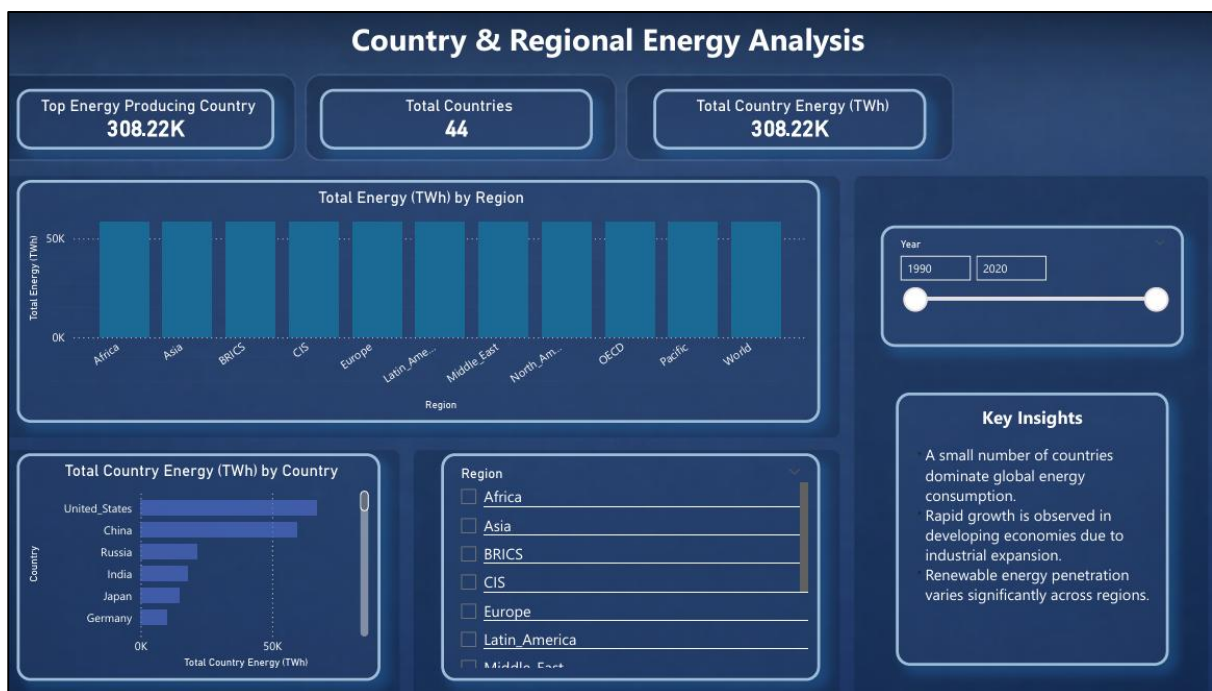 Country & Regional Energy Analysis
Top Energy Producing Country
308.22K
Total Countries
44
Total Country Energy (TWh)
308.22K
Total Energy (TWh) by Region
Total Energy (TWh)
50K
0K
Africa
Asia
BRICS
CIS
Europe
Latin_Ame...
Middle_East
North_Am...
OECD
Pacific
World
Region
Year
1990
2020
Total Country Energy (TWh) by Country
Country
United_States
China
Russia
India
Japan
Germany
0K
50K
Total Country Energy (TWh)
Region
Africa
Asia
BRICS
CIS
Europe
Latin_America
Middle_East
Key Insights
A small number of countries
dominate global energy
consumption.
Rapid growth is observed in
developing economies due to
industrial expansion.
Renewable energy penetration
varies significantly across regions.